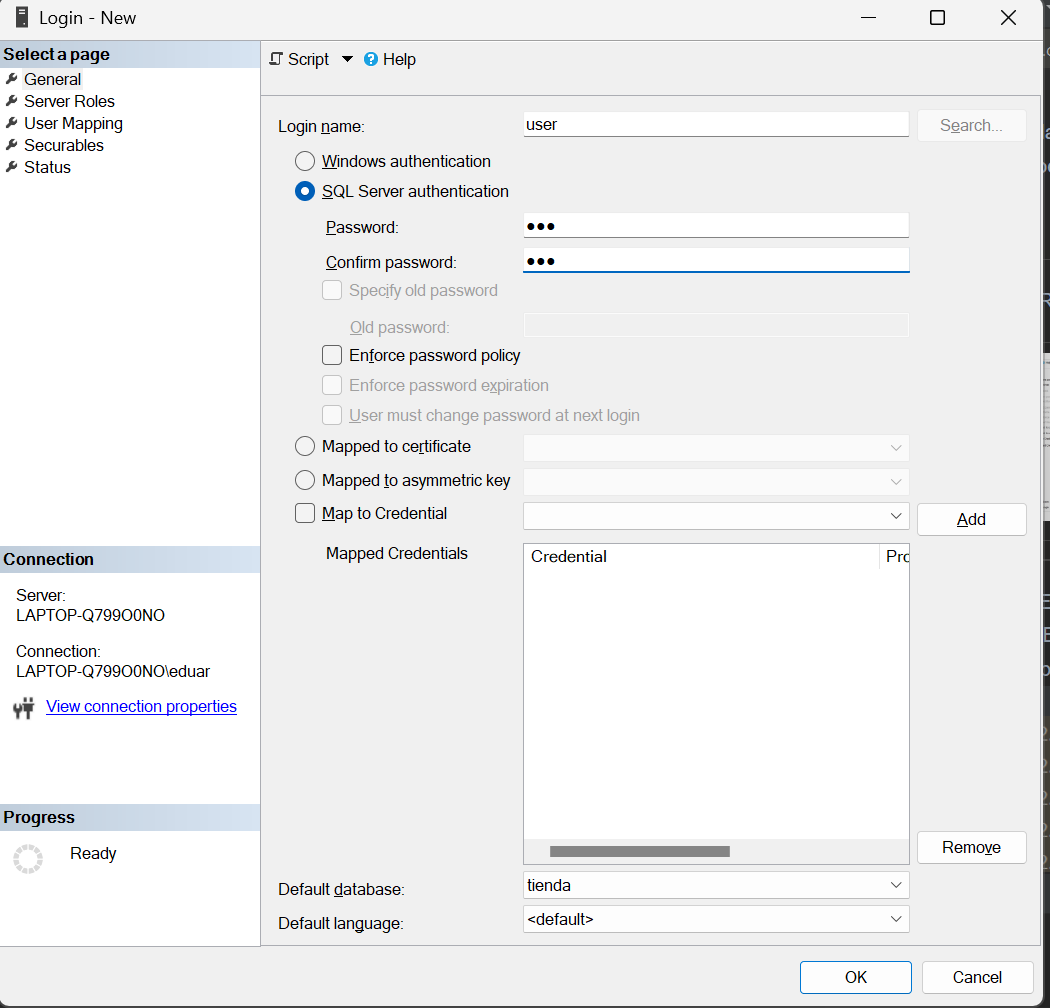 Login - New
Select a page
General
Server Roles
User Mapping
Securables
Status
Script
Help
Login name:
user
Search...
Windows authentication
SQL Server authentication
Password:
●●●
Confirm password:
●●●
Specify old password
Old password:
Enforce password policy
Enforce password expiration
User must change password at next login
Mapped to certificate
Mapped to asymmetric key
Map to Credential
Add
Mapped Credentials
Credential
Pro
Remove
Default database:
tienda
Default language:
<default>
Connection
Server:
LAPTOP-Q799O0NO
Connection:
LAPTOP-Q799O0NO\eduar
View connection properties
Progress
Ready
OK
Cancel